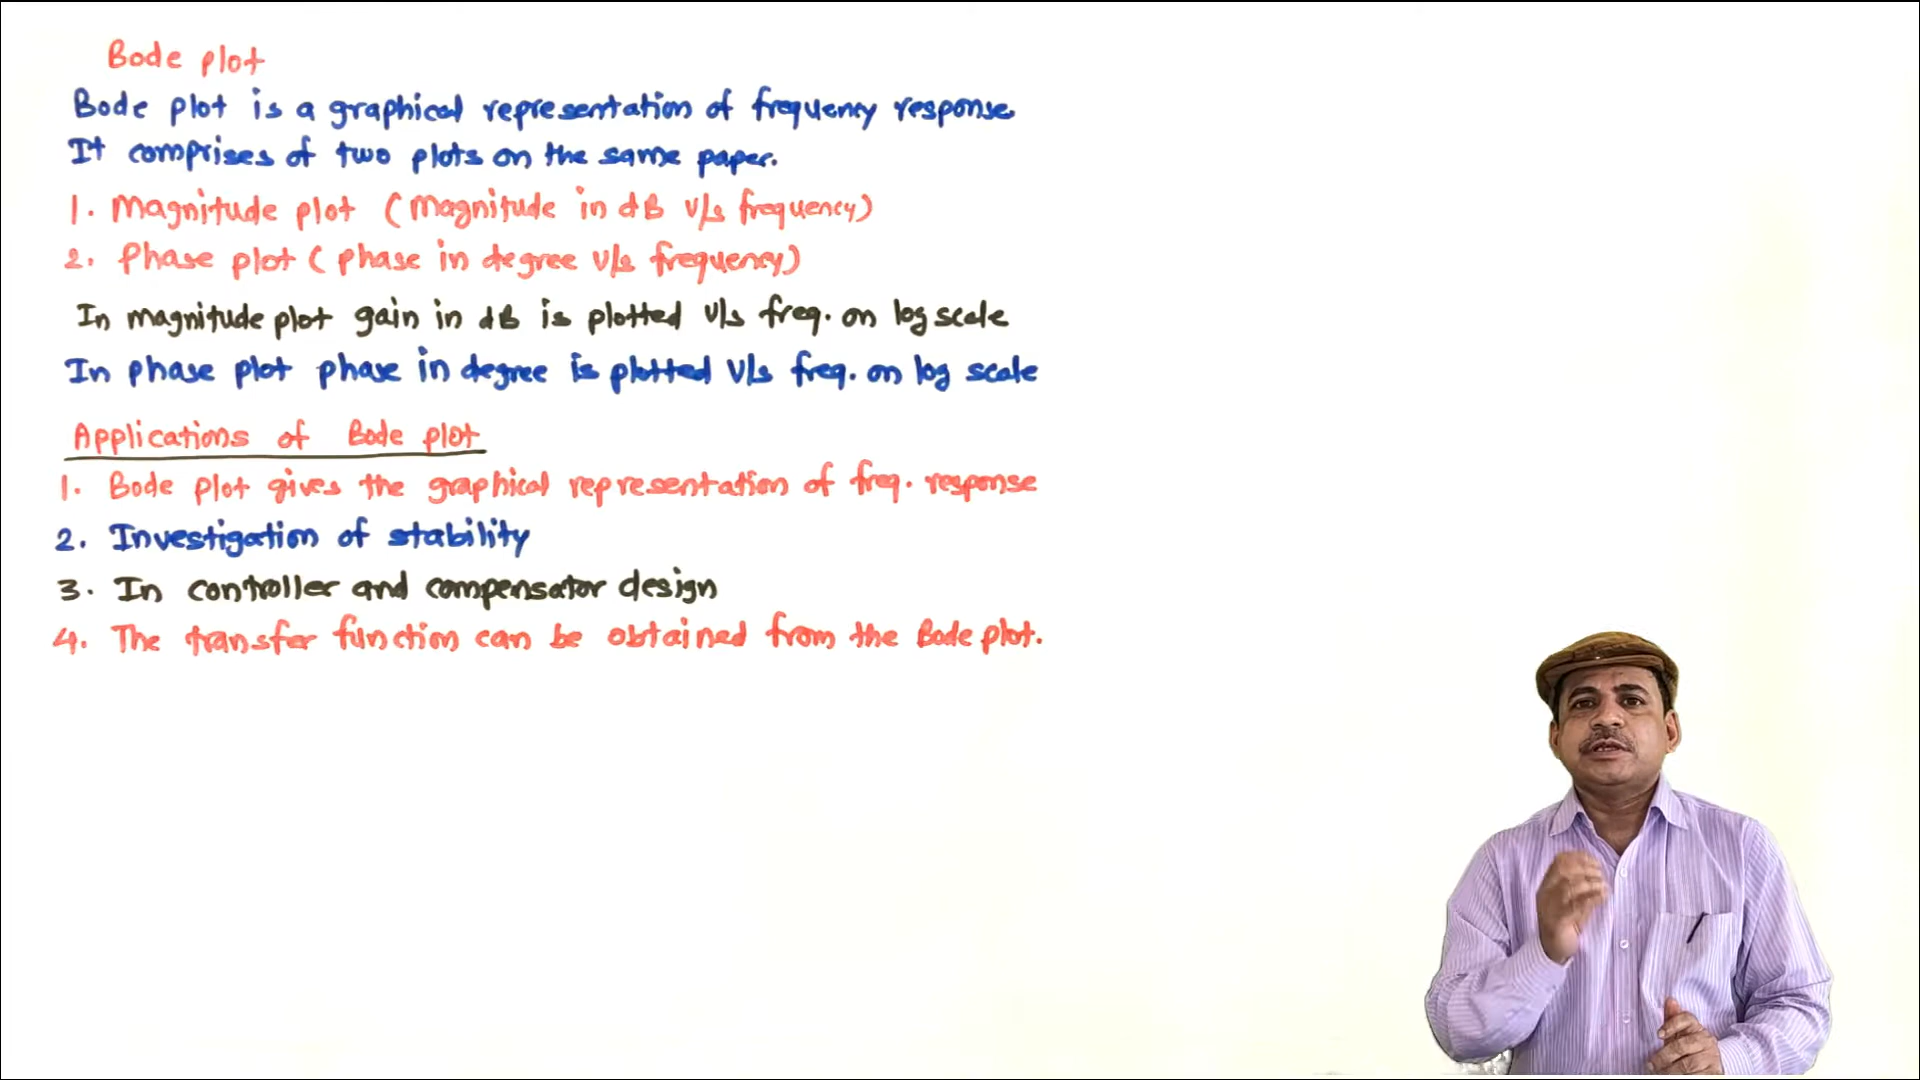 Bode plot
Bode plot is a graphical representation of frequency response
It comprises of two plots on the same paper.
1. Magnitude plot (Magnitude in dB v/s frequency)
2. Phase plot (phase in degree v/s frequency)
In magnitude plot gain in dB is plotted v/s freq. on log scale
In phase plot phase in degree is plotted v/s freq. on log scale
Applications of Bode plot
1. Bode plot gives the graphical representation of freq. response
2. Investigation of stability
3. In controller and compensator design
4. The transfer function can be obtained from the Bode plot.